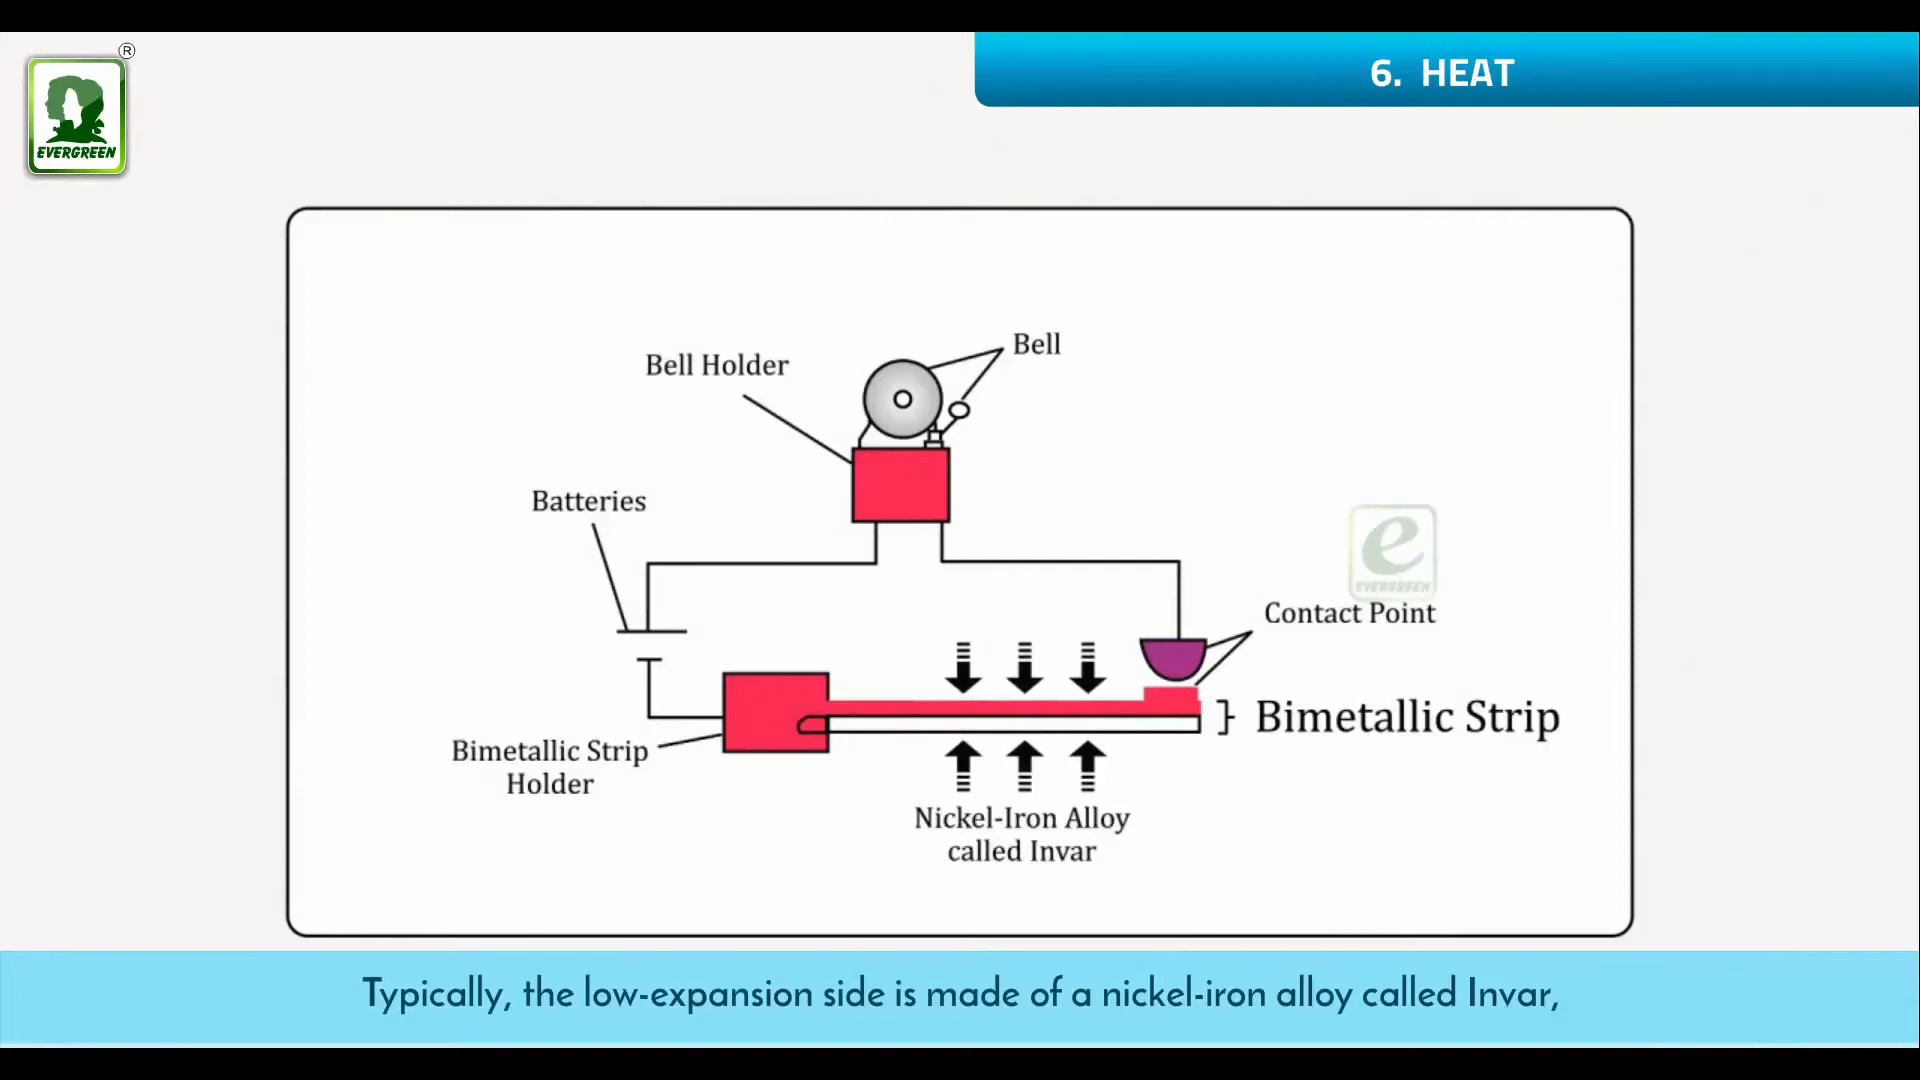 ®
EVERGREEN
6. HEAT
Bell
Bell Holder
Batteries
e
EVERGREEN
Contact Point
Bimetallic Strip
Bimetallic Strip
Holder
Nickel-Iron Alloy
called Invar
Typically, the low-expansion side is made of a nickel-iron alloy called Invar,